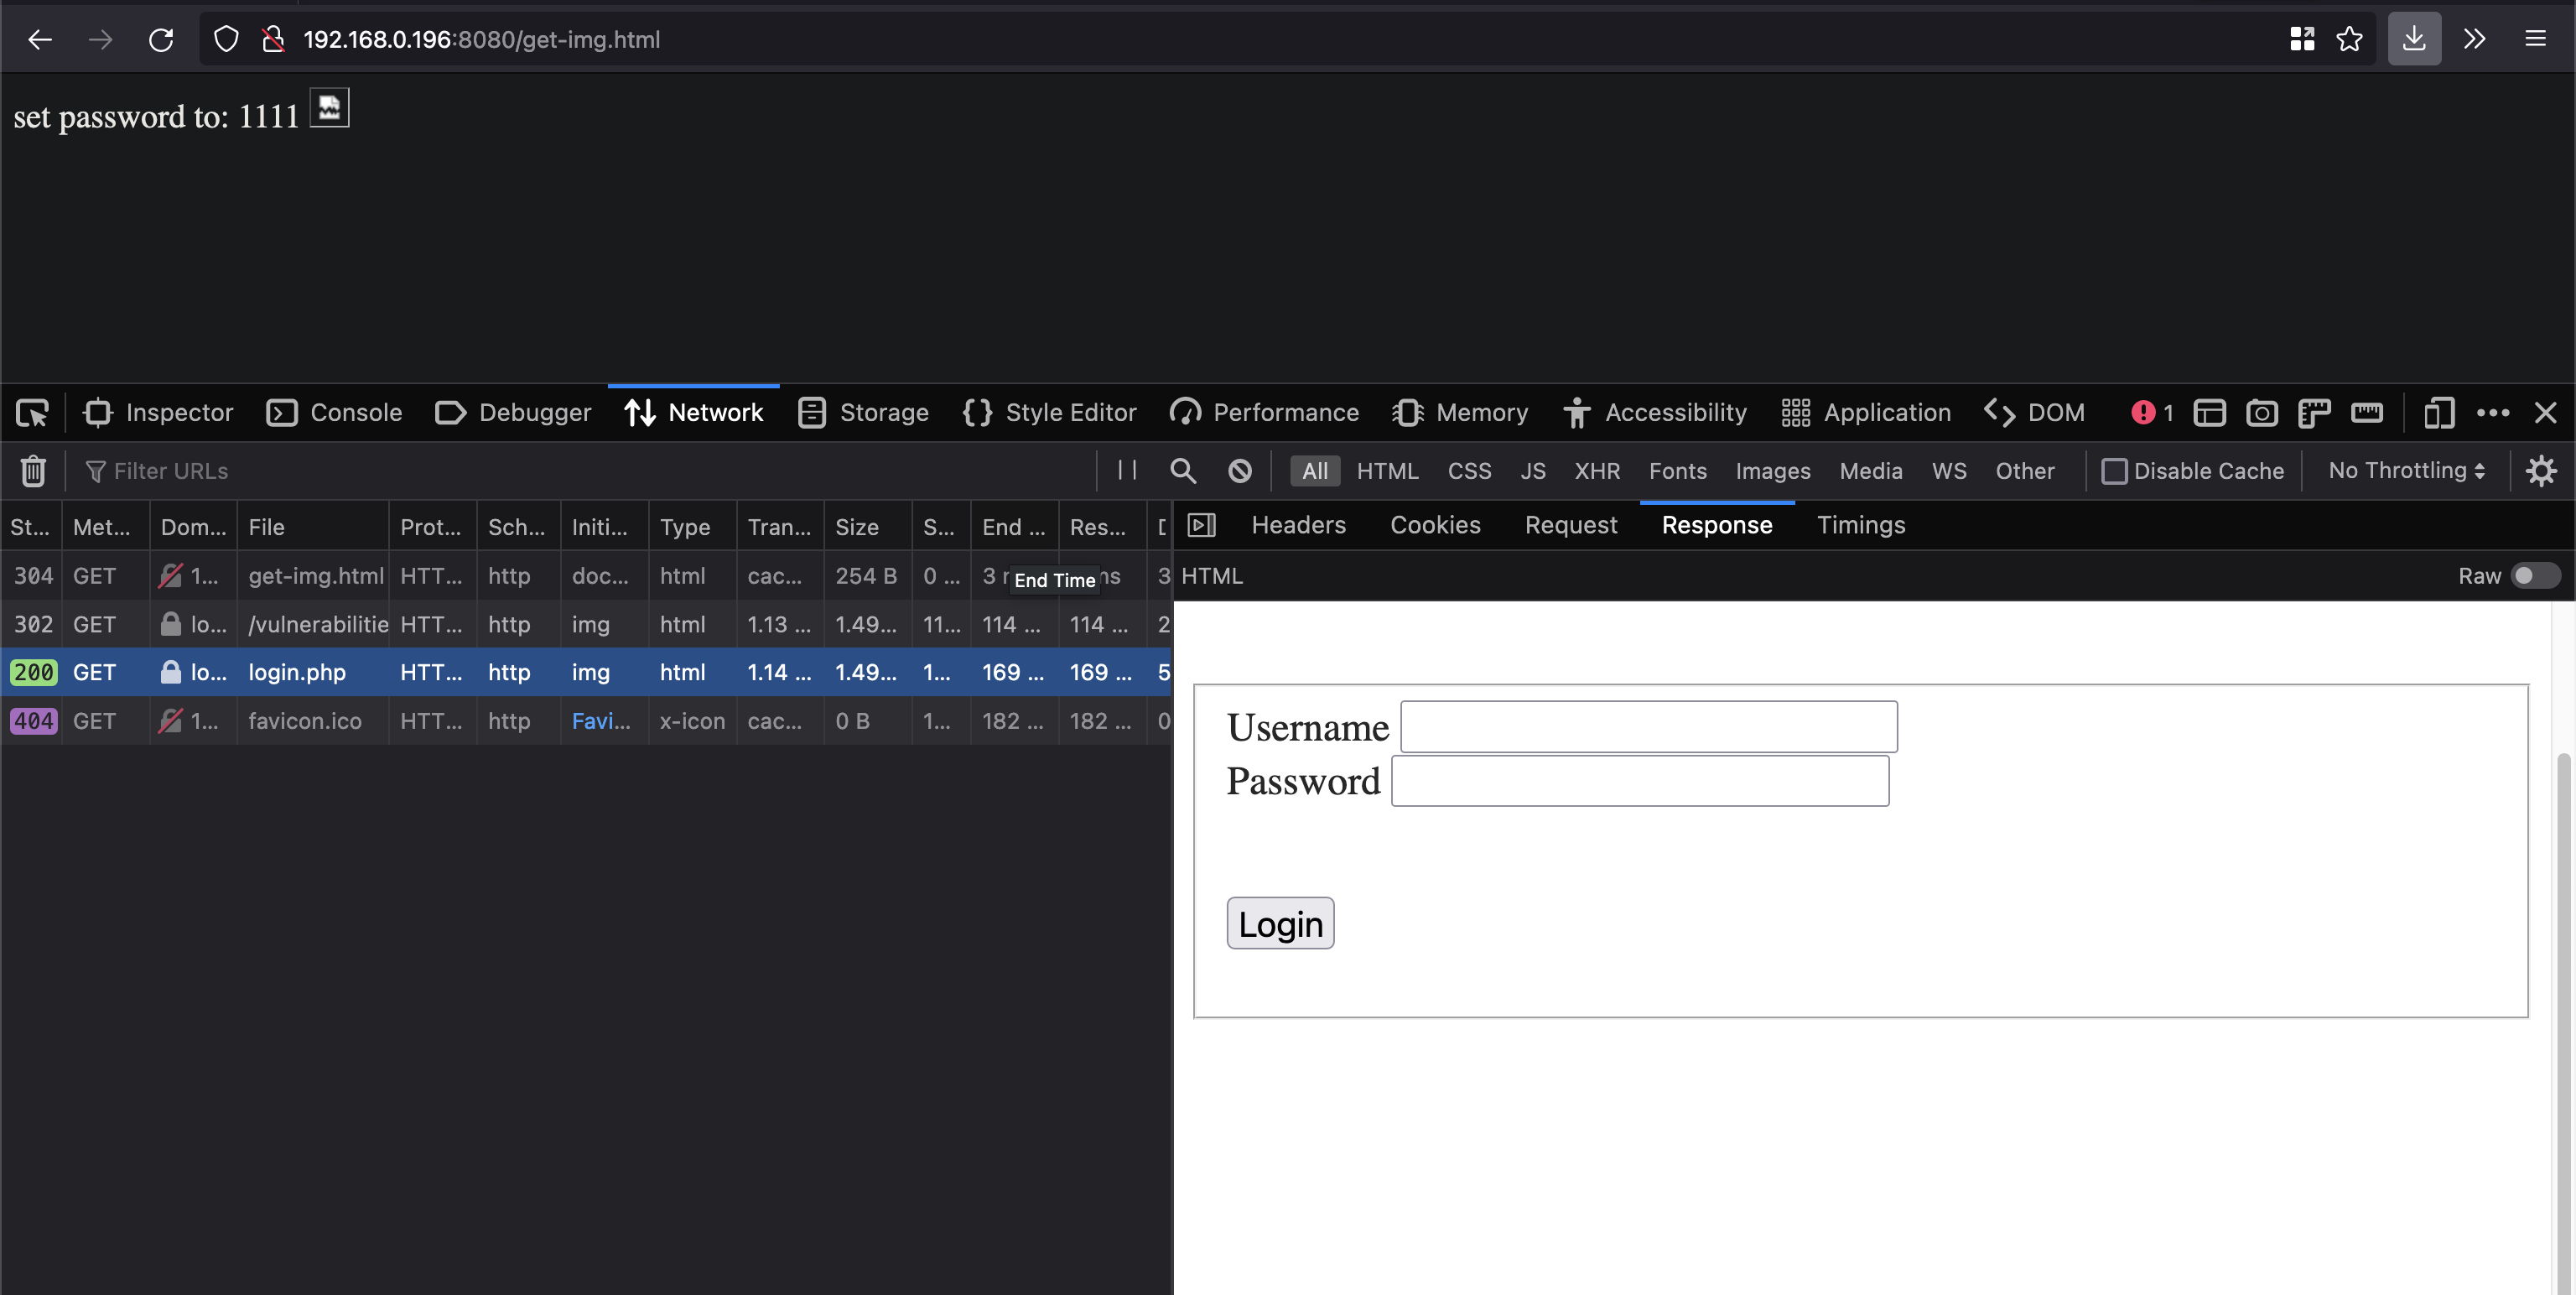 192.168.0.196:8080/get-img.html
set password to: 1111
Inspector Console Debugger Network Storage Style Editor Performance Memory Accessibility Application DOM 1
Filter URLs All HTML CSS JS XHR Fonts Images Media WS Other Disable Cache No Throttling
St... Met... Dom... File Prot... Sch... Initi... Type Tran... Size S... End ... Res...
Headers Cookies Request Response Timings
304 GET 1... get-img.html HTT... http doc... html cac... 254 B 0 ... 3 ms 3
End Time
HTML Raw
302 GET lo... /vulnerabilitie HTT... http img html 1.13 ... 1.49... 11... 114 ... 114 ... 2
200 GET lo... login.php HTT... http img html 1.14 ... 1.49... 1... 169 ... 169 ... 5
404 GET 1... favicon.ico HTT... http Favi... x-icon cac... 0 B 1... 182 ... 182 ... 0
Username
Password
Login